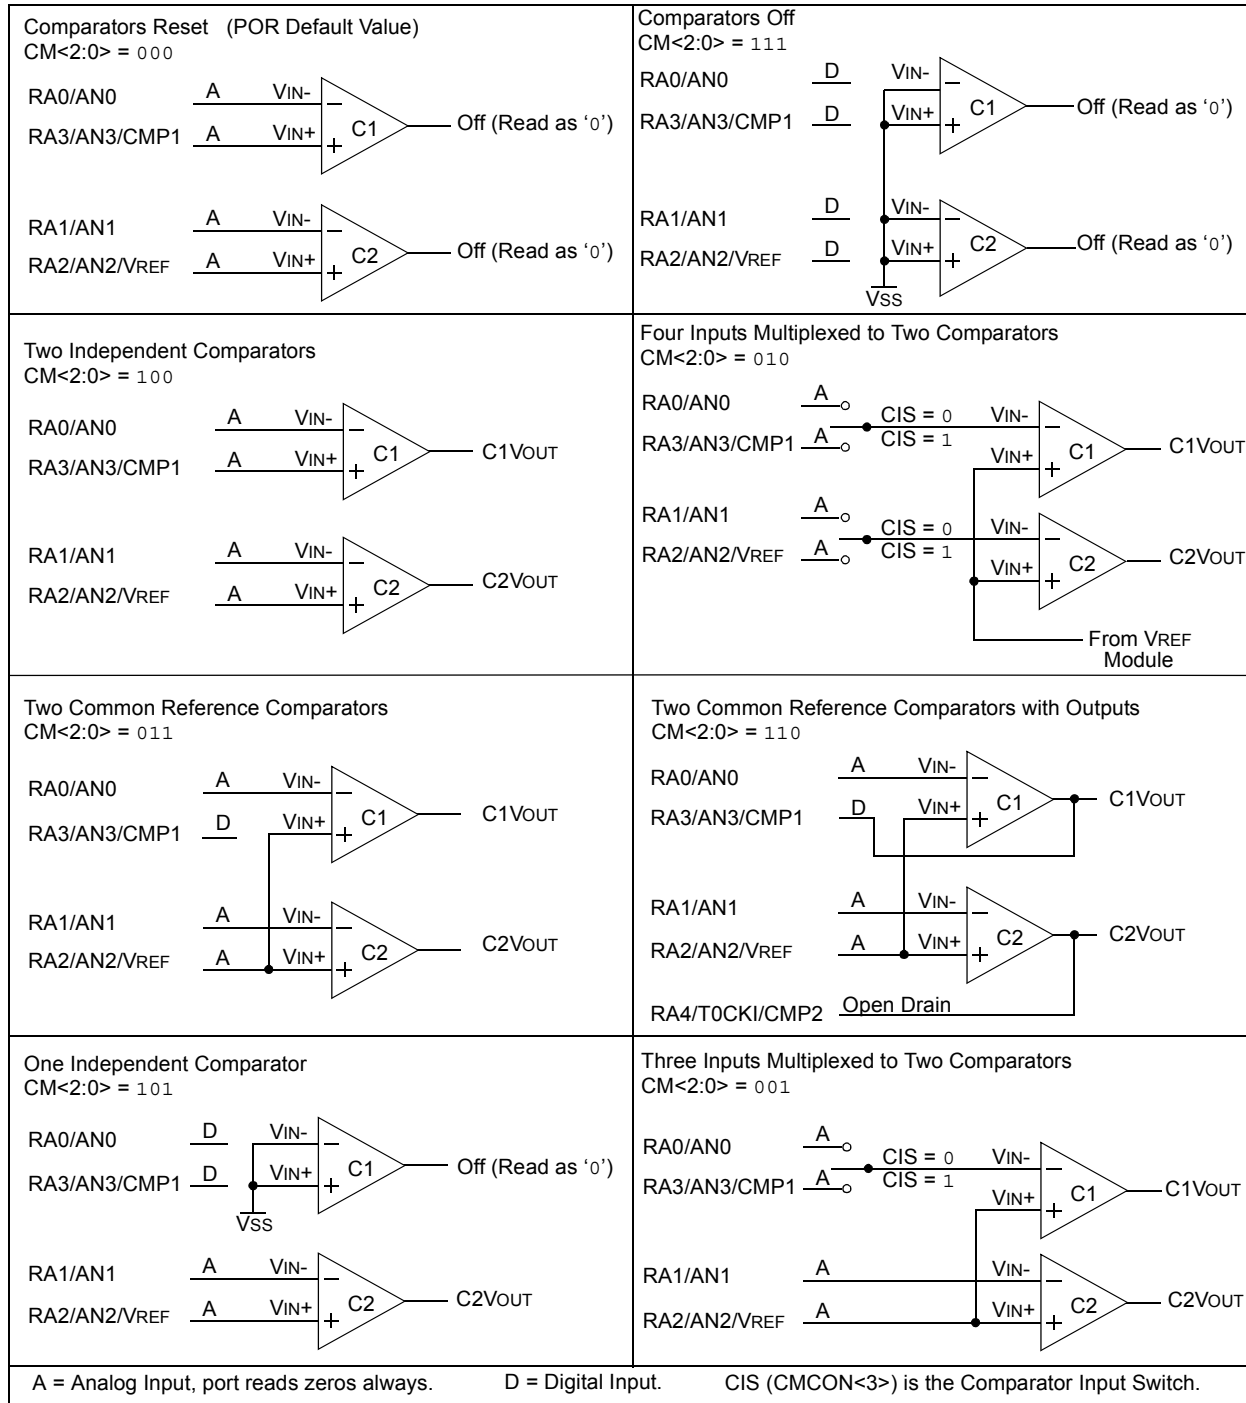 Comparators Reset (POR Default Value)
CM<2:0> = 000
RA0/AN0 A VIN- −
RA3/AN3/CMP1 A VIN+ + C1 Off (Read as ‘0’)
RA1/AN1 A VIN- −
RA2/AN2/VREF A VIN+ + C2 Off (Read as ‘0’)
Comparators Off
CM<2:0> = 111
RA0/AN0 D VIN- −
RA3/AN3/CMP1 D VIN+ + C1 Off (Read as ‘0’)
RA1/AN1 D VIN- −
RA2/AN2/VREF D VIN+ + C2 Off (Read as ‘0’)
VSS
Two Independent Comparators
CM<2:0> = 100
RA0/AN0 A VIN- −
RA3/AN3/CMP1 A VIN+ + C1 C1VOUT
RA1/AN1 A VIN- −
RA2/AN2/VREF A VIN+ + C2 C2VOUT
Four Inputs Multiplexed to Two Comparators
CM<2:0> = 010
RA0/AN0 A CIS = 0 VIN- −
RA3/AN3/CMP1 A CIS = 1 VIN+ + C1 C1VOUT
RA1/AN1 A CIS = 0 VIN- −
RA2/AN2/VREF A CIS = 1 VIN+ + C2 C2VOUT
From VREF
Module
Two Common Reference Comparators
CM<2:0> = 011
RA0/AN0 A VIN- −
RA3/AN3/CMP1 D VIN+ + C1 C1VOUT
RA1/AN1 A VIN- −
RA2/AN2/VREF A VIN+ + C2 C2VOUT
Two Common Reference Comparators with Outputs
CM<2:0> = 110
RA0/AN0 A VIN- −
RA3/AN3/CMP1 D VIN+ + C1 C1VOUT
RA1/AN1 A VIN- −
RA2/AN2/VREF A VIN+ + C2 C2VOUT
RA4/T0CKI/CMP2 Open Drain
One Independent Comparator
CM<2:0> = 101
RA0/AN0 D VIN- −
RA3/AN3/CMP1 D VIN+ + C1 Off (Read as ‘0’)
VSS
RA1/AN1 A VIN- −
RA2/AN2/VREF A VIN+ + C2 C2VOUT
Three Inputs Multiplexed to Two Comparators
CM<2:0> = 001
RA0/AN0 A CIS = 0 VIN- −
RA3/AN3/CMP1 A CIS = 1 VIN+ + C1 C1VOUT
RA1/AN1 A VIN- −
RA2/AN2/VREF A VIN+ + C2 C2VOUT
A = Analog Input, port reads zeros always. D = Digital Input. CIS (CMCON<3>) is the Comparator Input Switch.